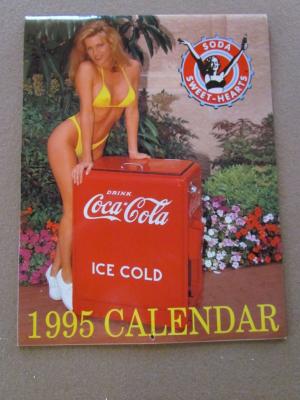 SODA
SWEET-HEARTS
DRINK
Coca-Cola
ICE COLD
1995 CALENDAR